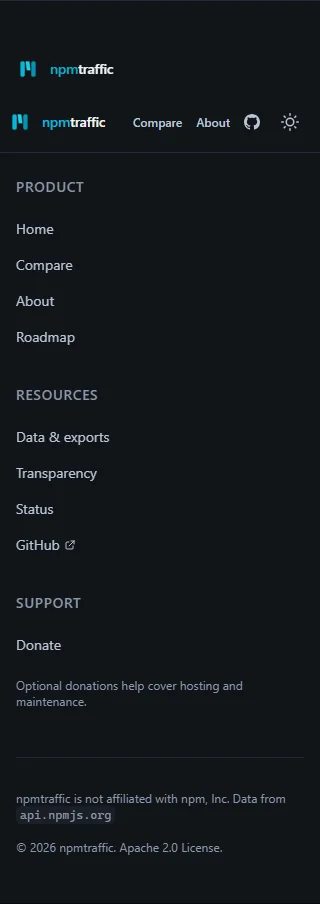 npmtraffic
npmtraffic Compare About
PRODUCT
Home
Compare
About
Roadmap
RESOURCES
Data & exports
Transparency
Status
GitHub
SUPPORT
Donate
Optional donations help cover hosting and
maintenance.
npmtraffic is not affiliated with npm, Inc. Data from
api.npmjs.org
© 2026 npmtraffic. Apache 2.0 License.